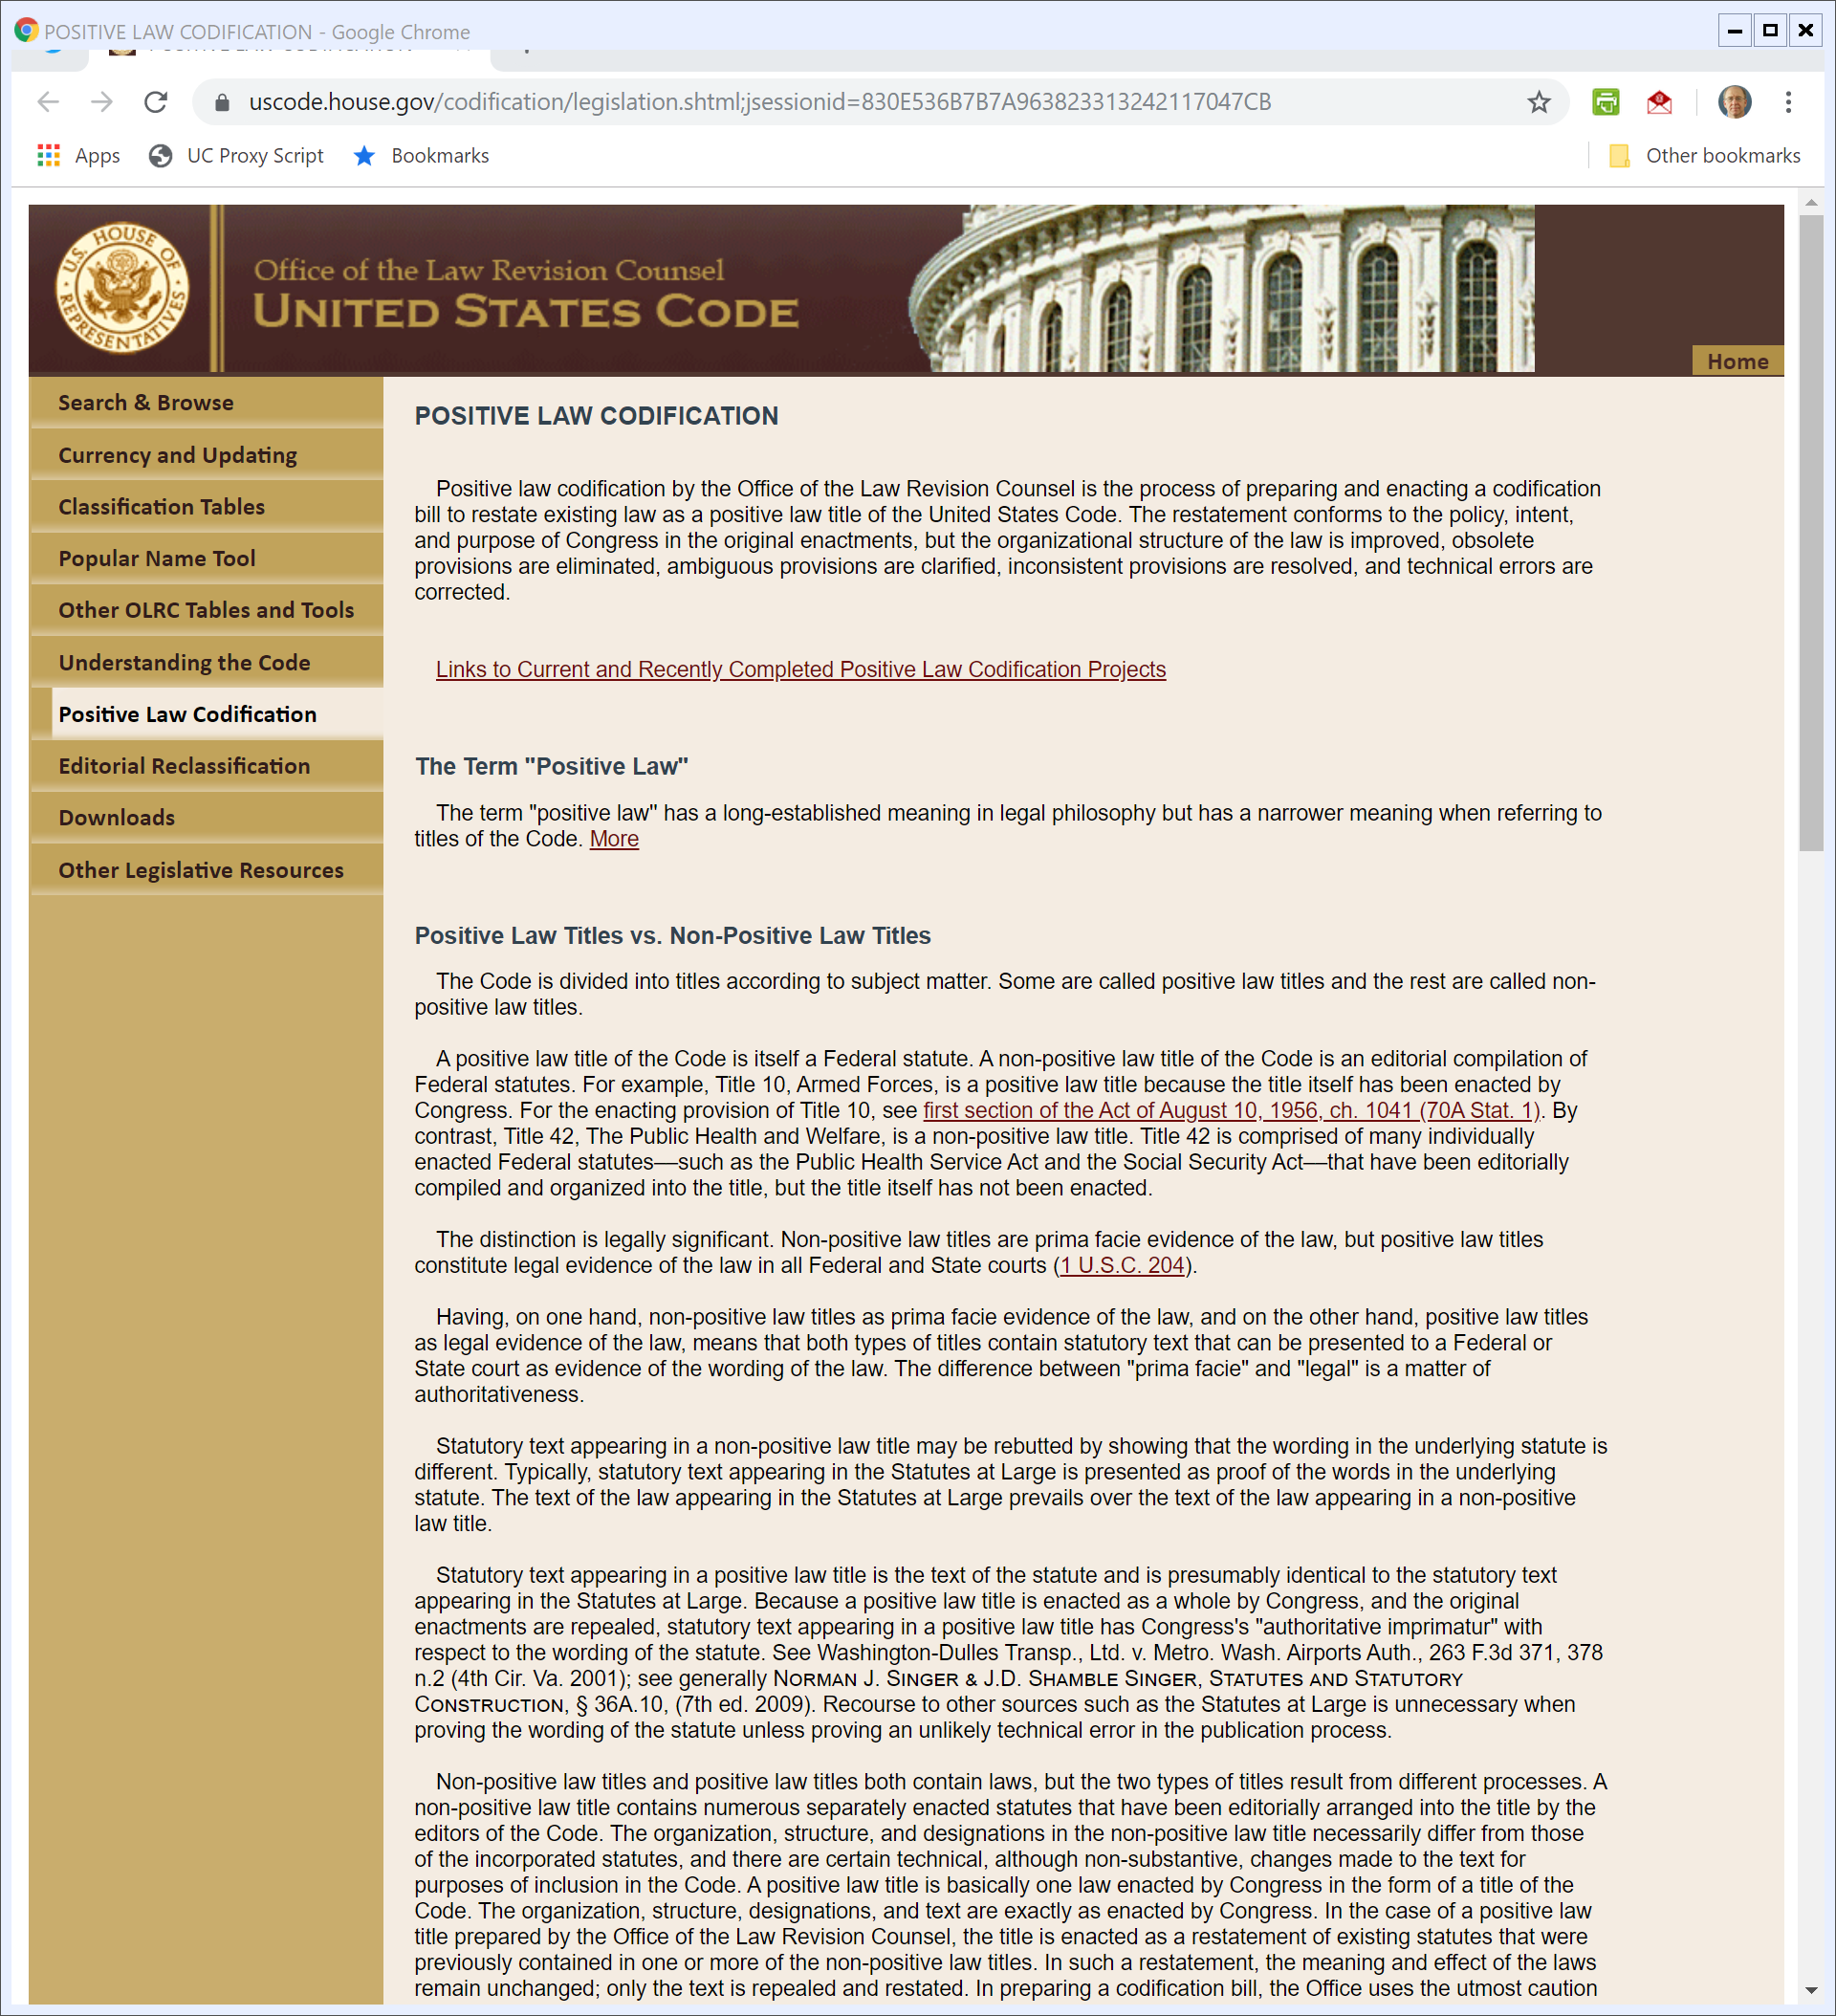 POSITIVE LAW CODIFICATION - Google Chrome
uscode.house.gov/codification/legislation.shtml;jsessionid=830E536B7B7A963823313242117047CB
Apps
UC Proxy Script
Bookmarks
Other bookmarks
U.S. HOUSE OF REPRESENTATIVES
Office of the Law Revision Counsel
UNITED STATES CODE
Home
Search & Browse
Currency and Updating
Classification Tables
Popular Name Tool
Other OLRC Tables and Tools
Understanding the Code
Positive Law Codification
Editorial Reclassification
Downloads
Other Legislative Resources
POSITIVE LAW CODIFICATION
Positive law codification by the Office of the Law Revision Counsel is the process of preparing and enacting a codification
bill to restate existing law as a positive law title of the United States Code. The restatement conforms to the policy, intent,
and purpose of Congress in the original enactments, but the organizational structure of the law is improved, obsolete
provisions are eliminated, ambiguous provisions are clarified, inconsistent provisions are resolved, and technical errors are
corrected.
Links to Current and Recently Completed Positive Law Codification Projects
The Term "Positive Law"
The term "positive law" has a long-established meaning in legal philosophy but has a narrower meaning when referring to
titles of the Code. More
Positive Law Titles vs. Non-Positive Law Titles
The Code is divided into titles according to subject matter. Some are called positive law titles and the rest are called non-
positive law titles.
A positive law title of the Code is itself a Federal statute. A non-positive law title of the Code is an editorial compilation of
Federal statutes. For example, Title 10, Armed Forces, is a positive law title because the title itself has been enacted by
Congress. For the enacting provision of Title 10, see first section of the Act of August 10, 1956, ch. 1041 (70A Stat. 1). By
contrast, Title 42, The Public Health and Welfare, is a non-positive law title. Title 42 is comprised of many individually
enacted Federal statutes––such as the Public Health Service Act and the Social Security Act––that have been editorially
compiled and organized into the title, but the title itself has not been enacted.
The distinction is legally significant. Non-positive law titles are prima facie evidence of the law, but positive law titles
constitute legal evidence of the law in all Federal and State courts (1 U.S.C. 204).
Having, on one hand, non-positive law titles as prima facie evidence of the law, and on the other hand, positive law titles
as legal evidence of the law, means that both types of titles contain statutory text that can be presented to a Federal or
State court as evidence of the wording of the law. The difference between "prima facie" and "legal" is a matter of
authoritativeness.
Statutory text appearing in a non-positive law title may be rebutted by showing that the wording in the underlying statute is
different. Typically, statutory text appearing in the Statutes at Large is presented as proof of the words in the underlying
statute. The text of the law appearing in the Statutes at Large prevails over the text of the law appearing in a non-positive
law title.
Statutory text appearing in a positive law title is the text of the statute and is presumably identical to the statutory text
appearing in the Statutes at Large. Because a positive law title is enacted as a whole by Congress, and the original
enactments are repealed, statutory text appearing in a positive law title has Congress's "authoritative imprimatur" with
respect to the wording of the statute. See Washington-Dulles Transp., Ltd. v. Metro. Wash. Airports Auth., 263 F.3d 371, 378
n.2 (4th Cir. Va. 2001); see generally NORMAN J. SINGER & J.D. SHAMBLE SINGER, STATUTES AND STATUTORY
CONSTRUCTION, § 36A.10, (7th ed. 2009). Recourse to other sources such as the Statutes at Large is unnecessary when
proving the wording of the statute unless proving an unlikely technical error in the publication process.
Non-positive law titles and positive law titles both contain laws, but the two types of titles result from different processes. A
non-positive law title contains numerous separately enacted statutes that have been editorially arranged into the title by the
editors of the Code. The organization, structure, and designations in the non-positive law title necessarily differ from those
of the incorporated statutes, and there are certain technical, although non-substantive, changes made to the text for
purposes of inclusion in the Code. A positive law title is basically one law enacted by Congress in the form of a title of the
Code. The organization, structure, designations, and text are exactly as enacted by Congress. In the case of a positive law
title prepared by the Office of the Law Revision Counsel, the title is enacted as a restatement of existing statutes that were
previously contained in one or more of the non-positive law titles. In such a restatement, the meaning and effect of the laws
remain unchanged; only the text is repealed and restated. In preparing a codification bill, the Office uses the utmost caution